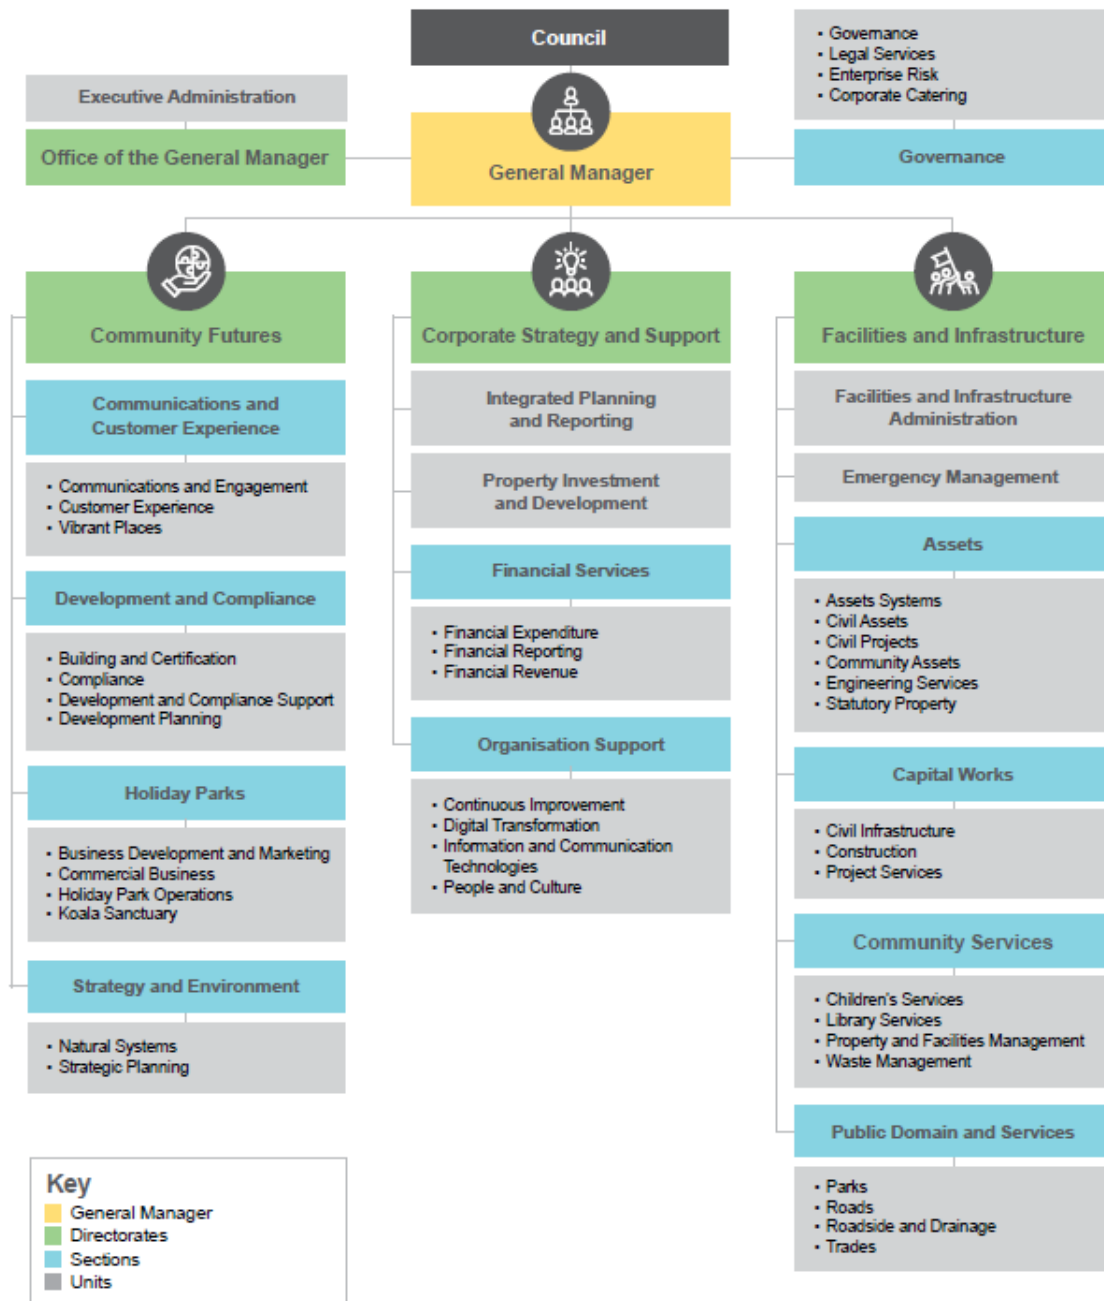 Council
Executive Administration
Office of the General Manager
General Manager
• Governance
• Legal Services
• Enterprise Risk
• Corporate Catering
Governance
Community Futures
Communications and
Customer Experience
• Communications and Engagement
• Customer Experience
• Vibrant Places
Development and Compliance
• Building and Certification
• Compliance
• Development and Compliance Support
• Development Planning
Holiday Parks
• Business Development and Marketing
• Commercial Business
• Holiday Park Operations
• Koala Sanctuary
Strategy and Environment
• Natural Systems
• Strategic Planning
Corporate Strategy and Support
Integrated Planning
and Reporting
Property Investment
and Development
Financial Services
• Financial Expenditure
• Financial Reporting
• Financial Revenue
Organisation Support
• Continuous Improvement
• Digital Transformation
• Information and Communication
Technologies
• People and Culture
Facilities and Infrastructure
Facilities and Infrastructure
Administration
Emergency Management
Assets
• Assets Systems
• Civil Assets
• Civil Projects
• Community Assets
• Engineering Services
• Statutory Property
Capital Works
• Civil Infrastructure
• Construction
• Project Services
Community Services
• Children's Services
• Library Services
• Property and Facilities Management
• Waste Management
Public Domain and Services
• Parks
• Roads
• Roadside and Drainage
• Trades
Key
General Manager
Directorates
Sections
Units